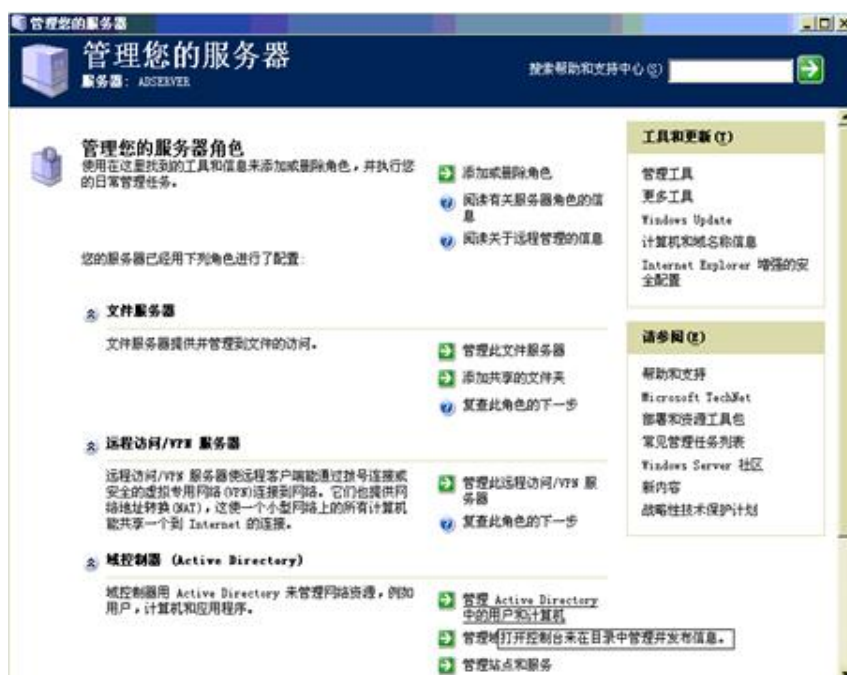 管理您的服务器
管理您的服务器
服务器: ADSERVER
搜索帮助和支持中心(S)
管理您的服务器角色
使用在这里找到的工具和信息来添加或删除角色，并执行您
的日常管理任务。
添加或删除角色
阅读有关服务器角色的信
息
阅读关于远程管理的信息
您的服务器已经用下列角色进行了配置:
文件服务器
文件服务器提供并管理到文件的访问。
管理此文件服务器
添加共享的文件夹
复查此角色的下一步
远程访问/VPN 服务器
远程访问/VPN 服务器使远程客户端能通过拨号连接或
安全的虚拟专用网络(VPN)连接到网络。它们也提供网
络地址转换(NAT)，这使一个小型网络上的所有计算机
能共享一个到 Internet 的连接。
管理此远程访问/VPN 服
务器
复查此角色的下一步
域控制器 (Active Directory)
域控制器用 Active Directory 来管理网络资源，例如
用户，计算机和应用程序。
管理 Active Directory
中的用户和计算机
管理
打开控制台来在目录中管理并发布信息。
管理站点和服务
工具和更新(T)
管理工具
更多工具
Windows Update
计算机和域名称信息
Internet Explorer 增强的安
全配置
请参阅(E)
帮助和支持
Microsoft TechNet
部署和资源工具包
常见管理任务列表
Windows Server 社区
新内容
战略性技术保护计划